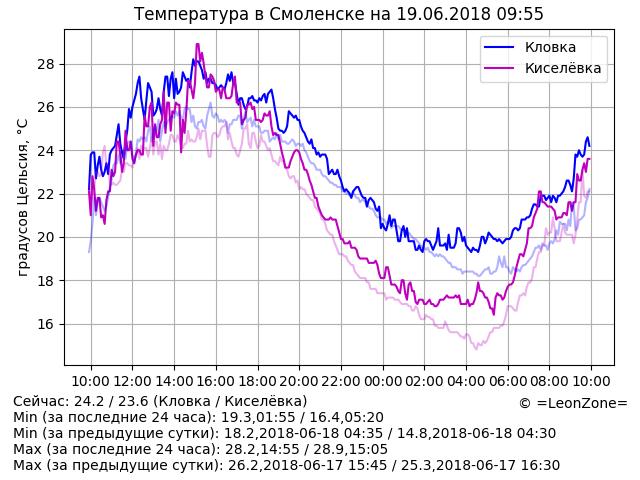 Температура в Смоленске на 19.06.2018 09:55
Кловка
Киселёвка
градусов Цельсия, °C
28
26
24
22
20
18
16
10:00 12:00 14:00 16:00 18:00 20:00 22:00 00:00 02:00 04:00 06:00 08:00 10:00
Сейчас: 24.2 / 23.6 (Кловка / Киселёвка)
© =LeonZone=
Min (за последние 24 часа): 19.3,01:55 / 16.4,05:20
Min (за предыдущие сутки): 18.2,2018-06-18 04:35 / 14.8,2018-06-18 04:30
Max (за последние 24 часа): 28.2,14:55 / 28.9,15:05
Max (за предыдущие сутки): 26.2,2018-06-17 15:45 / 25.3,2018-06-17 16:30